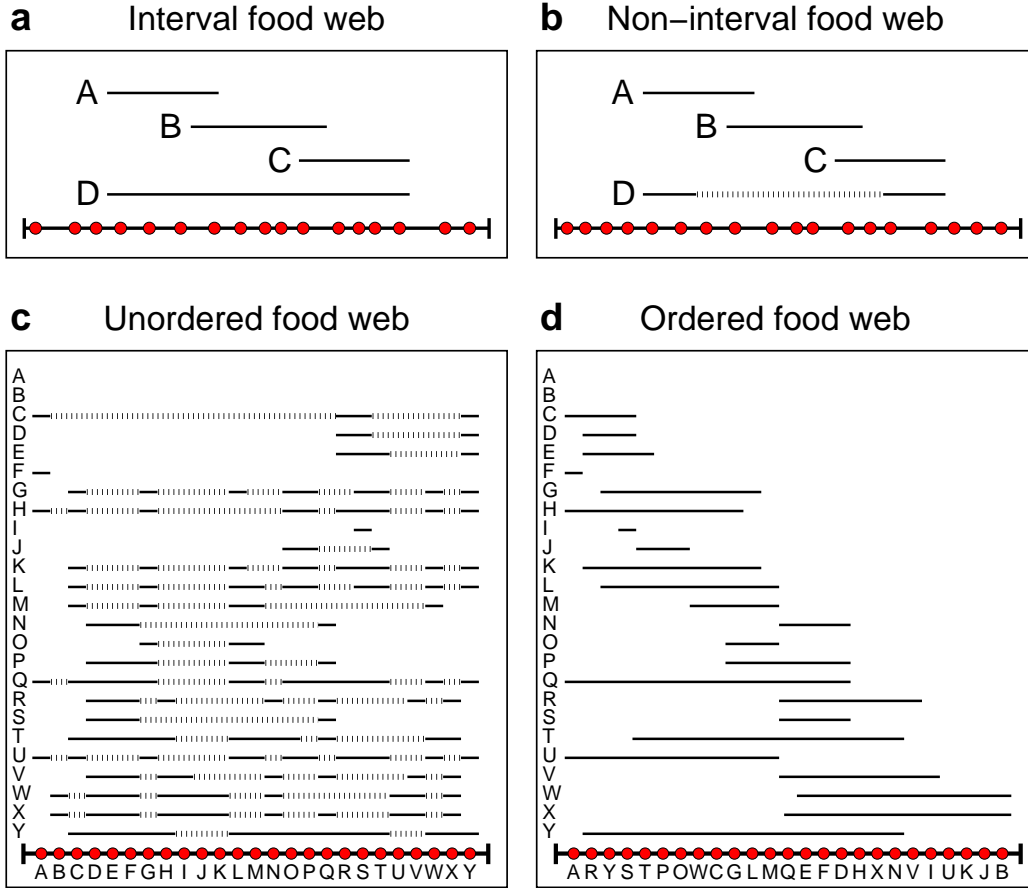 a Interval food web
A
B
C
D
b Non−interval food web
A
B
C
D
c Unordered food web
A
B
C
D
E
F
G
H
I
J
K
L
M
N
O
P
Q
R
S
T
U
V
W
X
Y
A B C D E F G H I J K L M N O P Q R S T U V W X Y
d Ordered food web
A
B
C
D
E
F
G
H
I
J
K
L
M
N
O
P
Q
R
S
T
U
V
W
X
Y
A R Y S T P O W C G L M Q E F D H X N V I U K J B